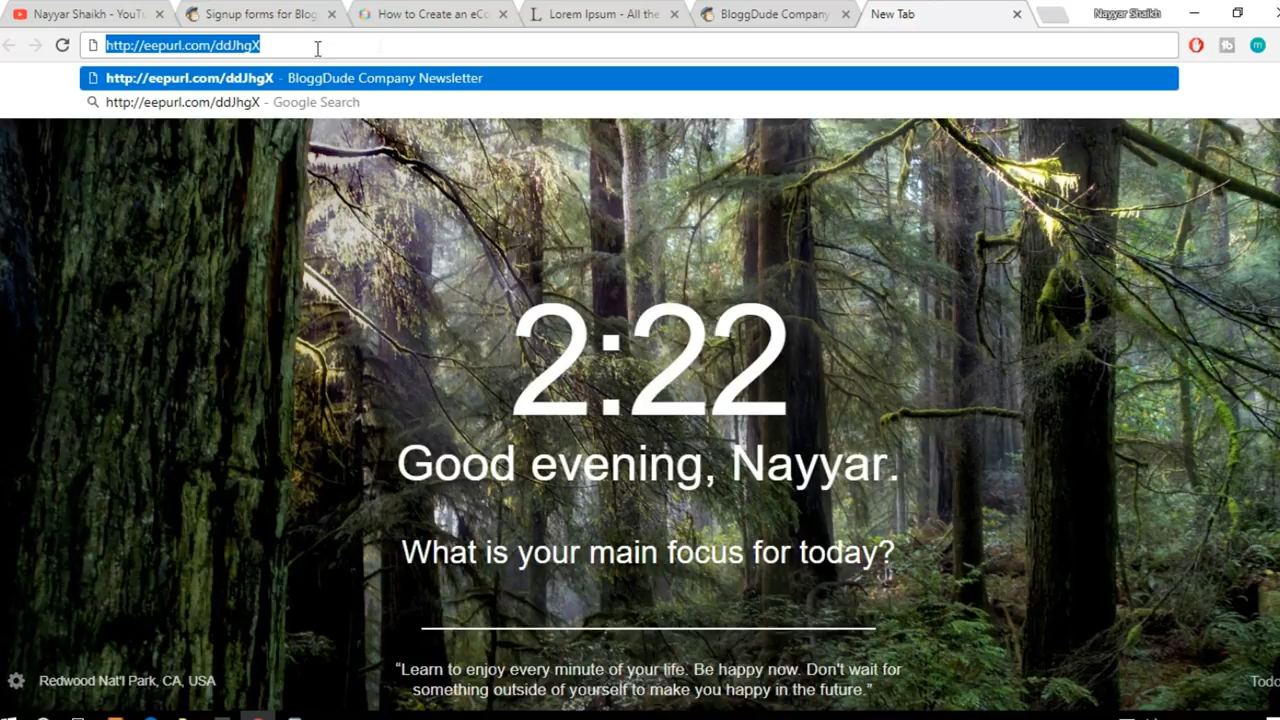 Nayyar Shaikh - YouTu
Signup forms for Blog
How to Create an eCo
Lorem Ipsum - All the
BloggDude Company
New Tab
Nayyar Shaikh
http://eepurl.com/ddJhgX
http://eepurl.com/ddJhgX - BloggDude Company Newsletter
http://eepurl.com/ddJhgX - Google Search
2:22
Good evening, Nayyar.
What is your main focus for today?
“Learn to enjoy every minute of your life. Be happy now. Don't wait for
something outside of yourself to make you happy in the future.”
Redwood Nat'l Park, CA, USA
Todo